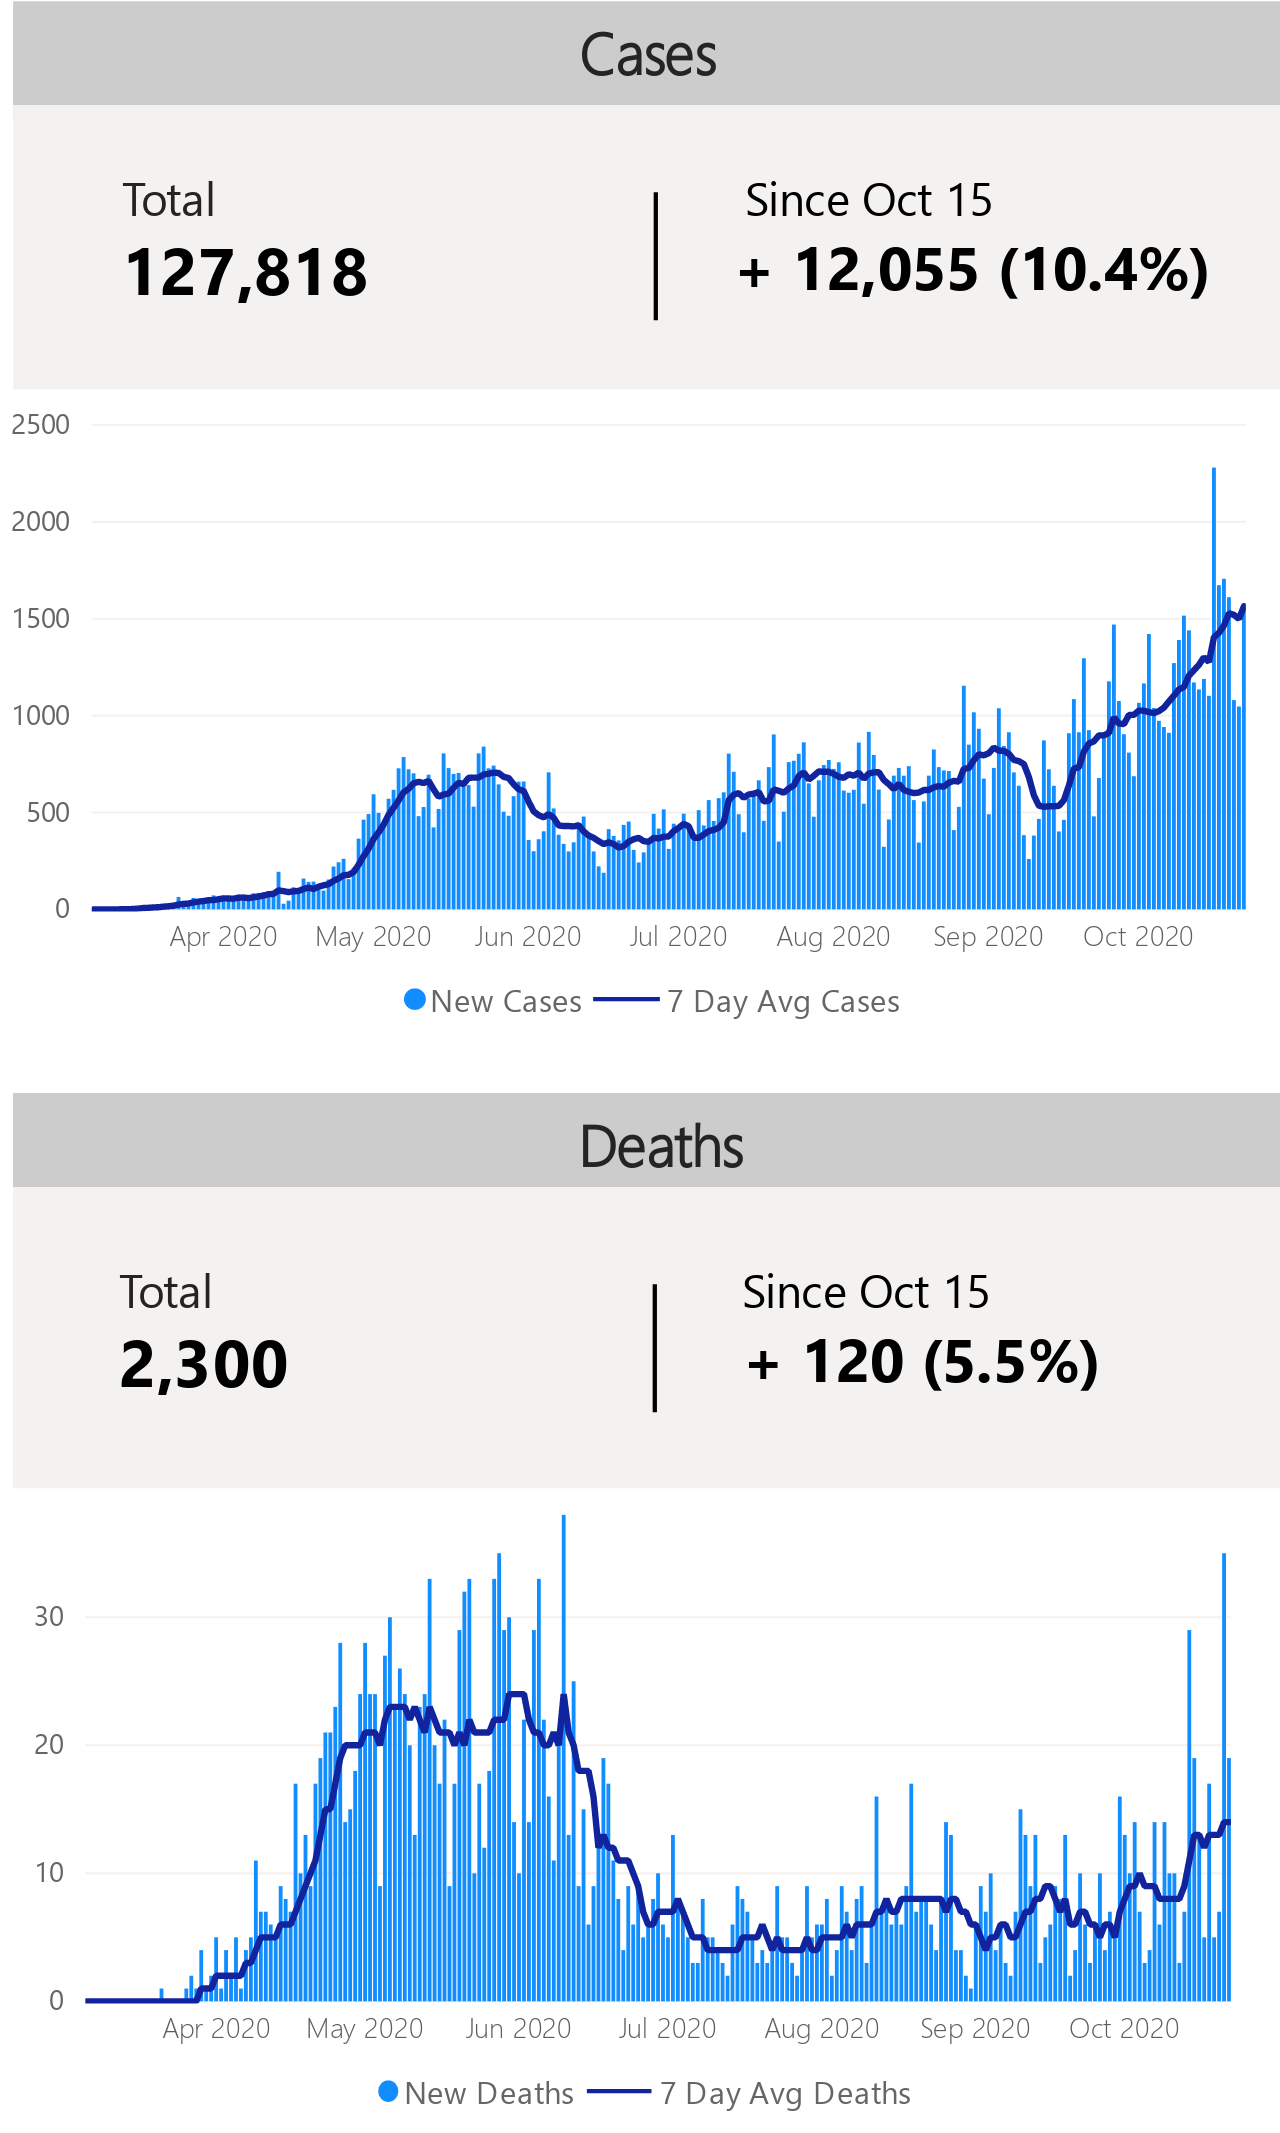 Cases
Total
Since Oct 15
127,818
+ 12,055 (10.4%)
2500
2000
1500
1000
500
0
Apr 2020 May 2020 Jun 2020 Jul 2020 Aug 2020 Sep 2020 Oct 2020
New Cases 7 Day Avg Cases
Deaths
Total
Since Oct 15
2,300
+ 120 (5.5%)
30
20
10
0
Apr 2020 May 2020 Jun 2020 Jul 2020 Aug 2020 Sep 2020 Oct 2020
New Deaths 7 Day Avg Deaths